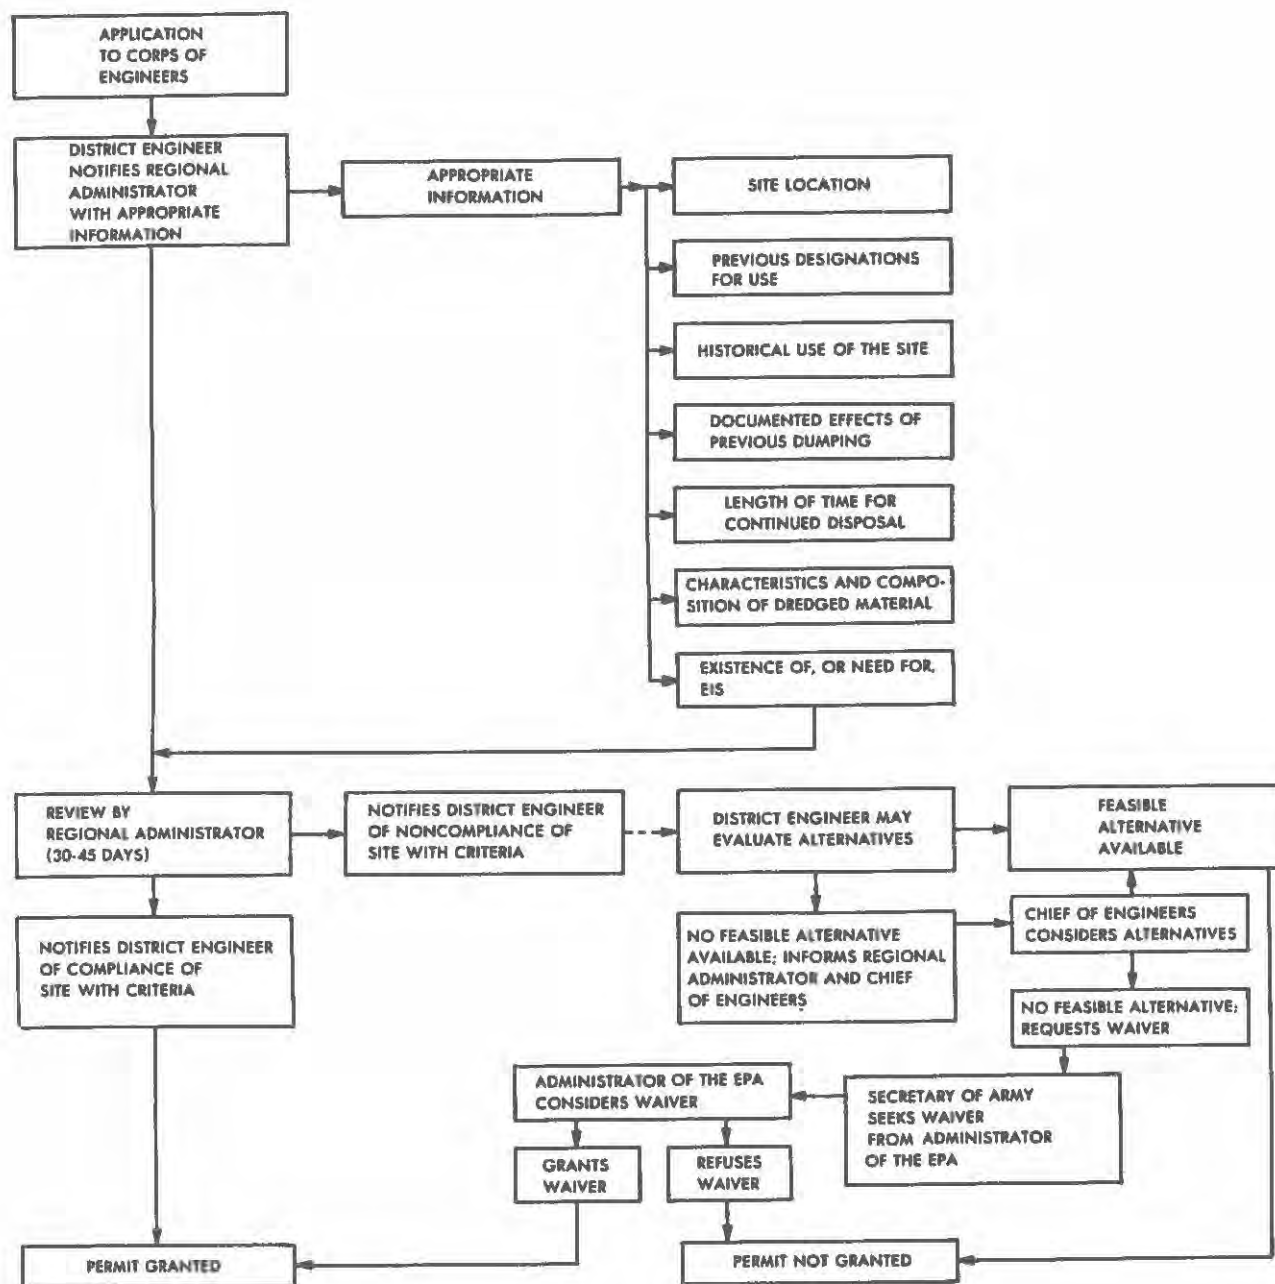 APPLICATION
TO CORPS OF
ENGINEERS
DISTRICT ENGINEER
NOTIFIES REGIONAL
ADMINISTRATOR
WITH APPROPRIATE
INFORMATION
APPROPRIATE
INFORMATION
SITE LOCATION
PREVIOUS DESIGNATIONS
FOR USE
HISTORICAL USE OF THE SITE
DOCUMENTED EFFECTS OF
PREVIOUS DUMPING
LENGTH OF TIME FOR
CONTINUED DISPOSAL
CHARACTERISTICS AND COMPO-
SITION OF DREDGED MATERIAL
EXISTENCE OF, OR NEED FOR,
EIS
REVIEW BY
REGIONAL ADMINISTRATOR
(30-45 DAYS)
NOTIFIES DISTRICT ENGINEER
OF NONCOMPLIANCE OF
SITE WITH CRITERIA
DISTRICT ENGINEER MAY
EVALUATE ALTERNATIVES
FEASIBLE
ALTERNATIVE
AVAILABLE
NOTIFIES DISTRICT ENGINEER
OF COMPLIANCE OF
SITE WITH CRITERIA
NO FEASIBLE ALTERNATIVE
AVAILABLE; INFORMS REGIONAL
ADMINISTRATOR AND CHIEF
OF ENGINEERS
CHIEF OF ENGINEERS
CONSIDERS ALTERNATIVES
NO FEASIBLE ALTERNATIVE;
REQUESTS WAIVER
ADMINISTRATOR OF THE EPA
CONSIDERS WAIVER
SECRETARY OF ARMY
SEEKS WAIVER
FROM ADMINISTRATOR
OF THE EPA
GRANTS
WAIVER
REFUSES
WAIVER
PERMIT GRANTED
PERMIT NOT GRANTED